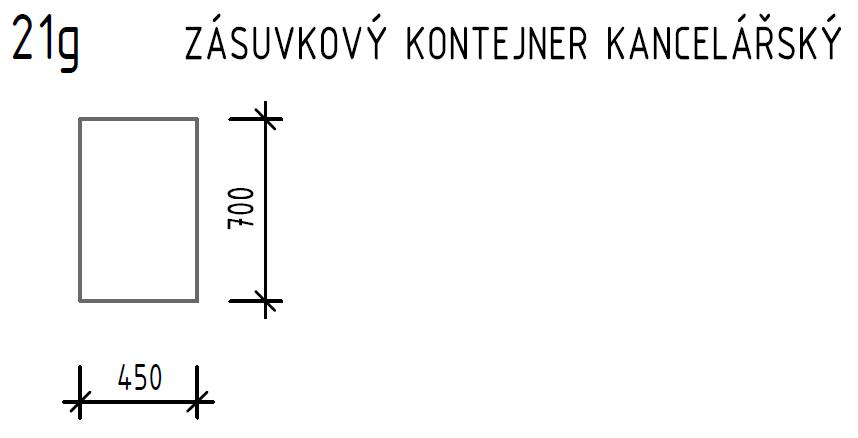 21g ZÁSUVKOVÝ KONTEJNER KANCELÁŘSKÝ
700
450